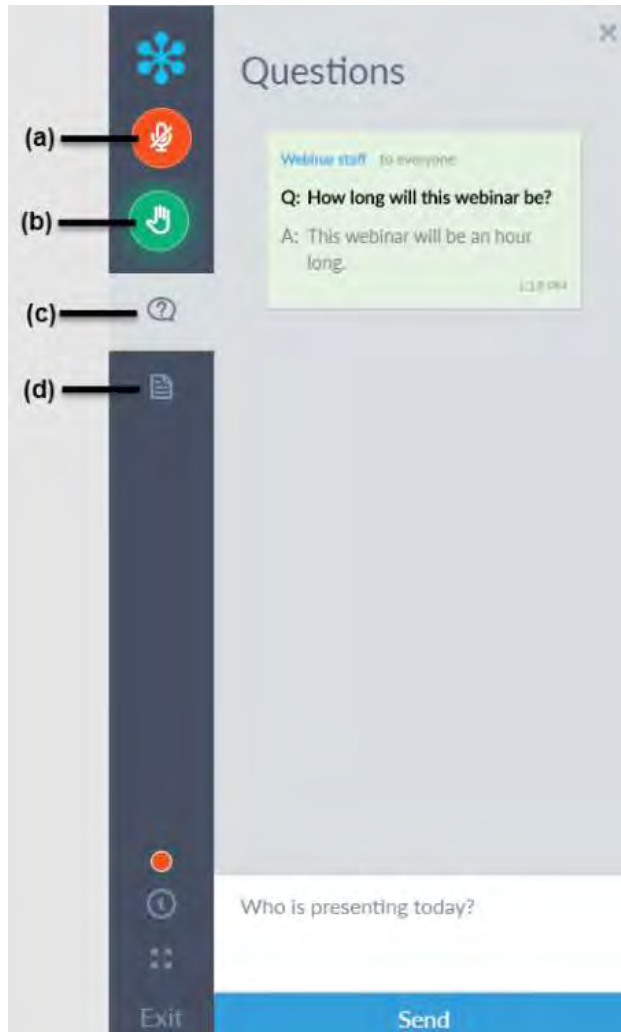 Questions
(a)
Webinar staff to everyone
(b)
Q: How long will this webinar be?
A: This webinar will be an hour
long.
(c)
(d)
Who is presenting today?
Exit
Send